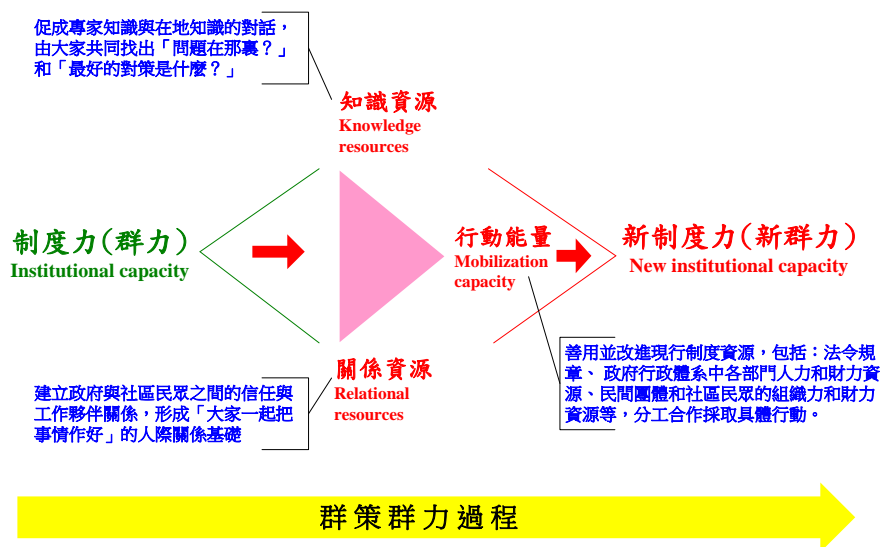 促成專家知識與在地知識的對話，
由大家共同找出「問題在那裏？」
和「最好的對策是什麼？」
知識資源
Knowledge
resources
制度力(群力)
Institutional capacity
行動能量
Mobilization
capacity
新制度力(新群力)
New institutional capacity
關係資源
Relational
resources
建立政府與社區民眾之間的信任與
工作夥伴關係，形成「大家一起把
事情作好」的人際關係基礎
善用並改進現行制度資源，包括：法令規
章、 政府行政體系中各部門人力和財力資
源、民間團體和社區民眾的組織力和財力
資源等，分工合作採取具體行動。
群策群力過程